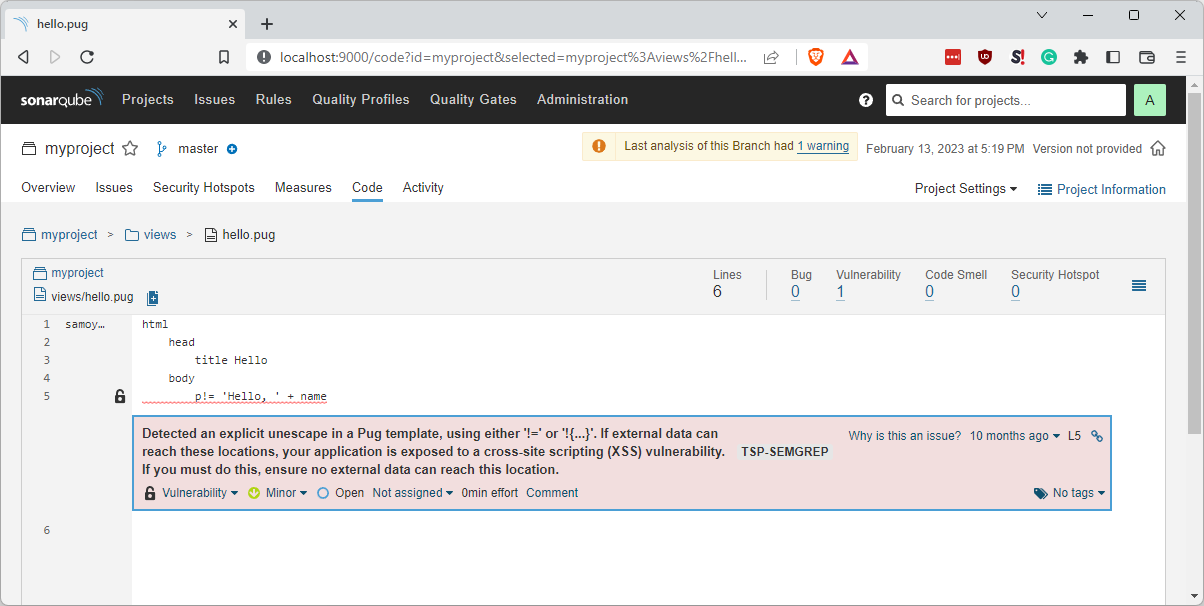 hello.pug
localhost:9000/code?id=myproject&selected=myproject%3Aviews%2Fhell...
sonarqube Projects Issues Rules Quality Profiles Quality Gates Administration ? Search for projects... A
myproject master Last analysis of this Branch had 1 warning February 13, 2023 at 5:19 PM Version not provided
Overview Issues Security Hotspots Measures Code Activity Project Settings Project Information
myproject > views > hello.pug
myproject
views/hello.pug
Lines Bug Vulnerability Code Smell Security Hotspot
6 0 1 0 0
1 samoy… html
2 head
3 title Hello
4 body
5 p!= 'Hello, ' + name
Detected an explicit unescape in a Pug template, using either '!=' or '!{...}'. If external data can
reach these locations, your application is exposed to a cross-site scripting (XSS) vulnerability.
If you must do this, ensure no external data can reach this location.
TSP-SEMGREP
Why is this an issue? 10 months ago L5
Vulnerability Minor Open Not assigned 0min effort Comment No tags
6